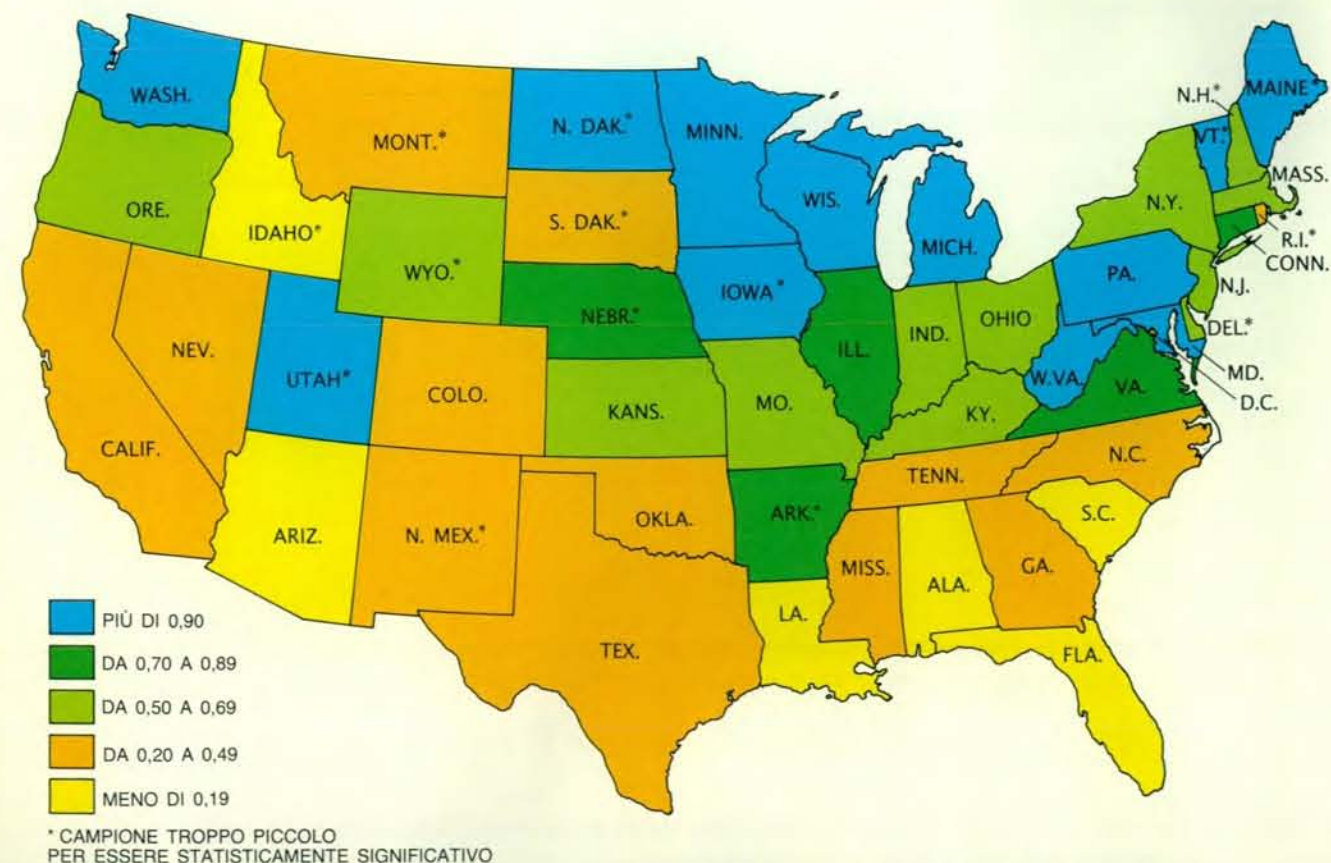 WASH.
MONT.*
N. DAK.*
MINN.
N.H.*
MAINE*
VT.*
ORE.
IDAHO*
WYO.*
S. DAK.*
WIS.
MICH.
N.Y.
MASS.
R.I.*
CONN.
NEV.
UTAH*
COLO.
NEBR.*
IOWA*
ILL.
IND.
OHIO
PA.
N.J.
DEL.*
MD.
D.C.
W.VA.
VA.
CALIF.
KANS.
MO.
KY.
ARIZ.
N. MEX.*
OKLA.
ARK.*
TENN.
N.C.
S.C.
TEX.
LA.
MISS.
ALA.
GA.
FLA.
PIÙ DI 0,90
DA 0,70 A 0,89
DA 0,50 A 0,69
DA 0,20 A 0,49
MENO DI 0,19
* CAMPIONE TROPPO PICCOLO
PER ESSERE STATISTICAMENTE SIGNIFICATIVO